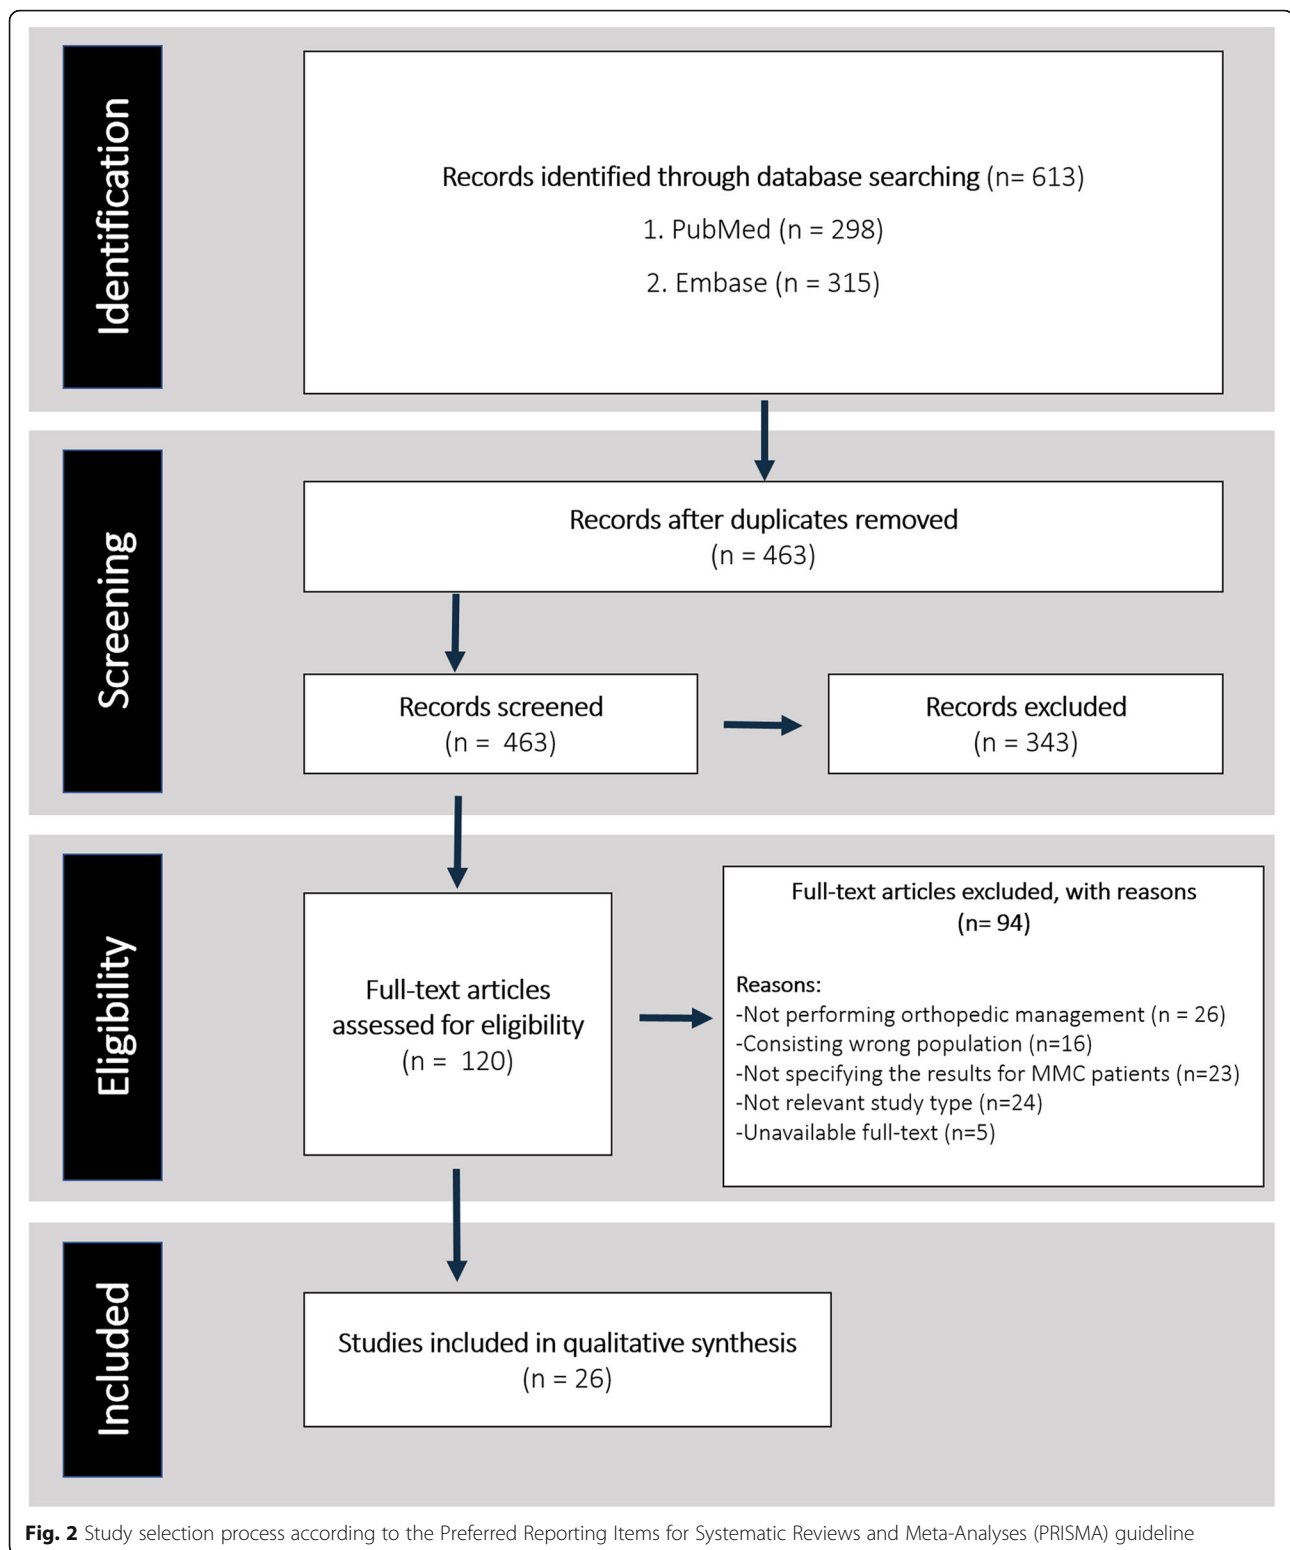 Identification
Records identified through database searching (n= 613)
1. PubMed (n = 298)
2. Embase (n = 315)
Screening
Records after duplicates removed
(n = 463)
Records screened
(n =  463)
Records excluded
(n = 343)
Eligibility
Full-text articles
assessed for eligibility
(n =  120)
Full-text articles excluded, with reasons
(n= 94)
Reasons:
-Not performing orthopedic management (n = 26)
-Consisting wrong population (n=16)
-Not specifying the results for MMC patients (n=23)
-Not relevant study type (n=24)
-Unavailable full-text (n=5)
Included
Studies included in qualitative synthesis
(n = 26)
Fig. 2 Study selection process according to the Preferred Reporting Items for Systematic Reviews and Meta-Analyses (PRISMA) guideline